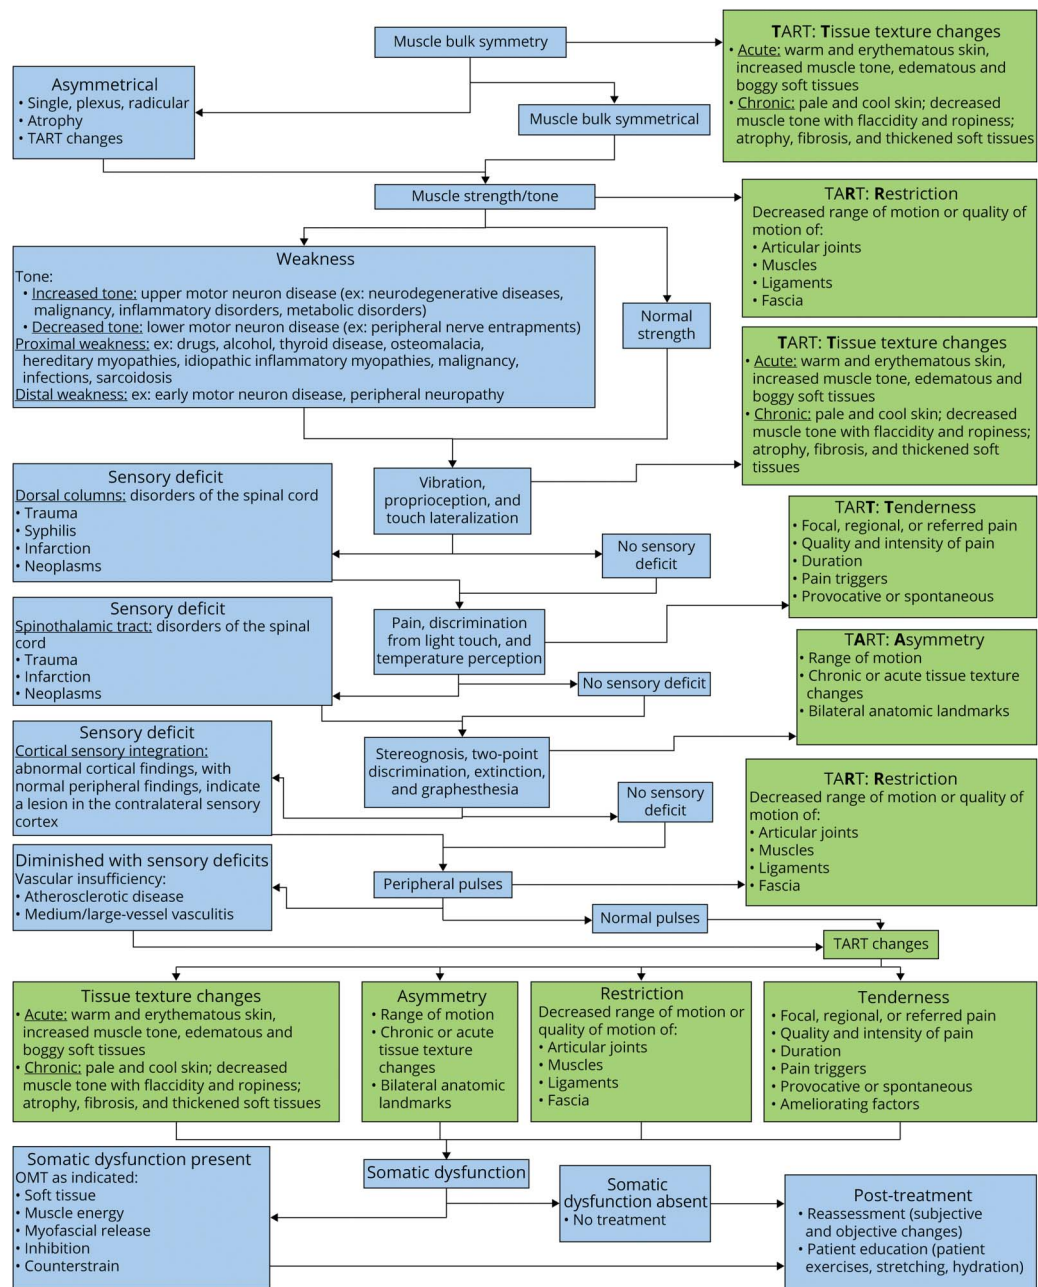 Muscle bulk symmetry
TART: Tissue texture changes
• Acute: warm and erythematous skin,
increased muscle tone, edematous and
boggy soft tissues
• Chronic: pale and cool skin; decreased
muscle tone with flaccidity and ropiness;
atrophy, fibrosis, and thickened soft tissues
Asymmetrical
• Single, plexus, radicular
• Atrophy
• TART changes
Muscle bulk symmetrical
Muscle strength/tone
TART: Restriction
Decreased range of motion or quality of
motion of:
• Articular joints
• Muscles
• Ligaments
• Fascia
Weakness
Tone:
• Increased tone: upper motor neuron disease (ex: neurodegenerative diseases,
malignancy, inflammatory disorders, metabolic disorders)
• Decreased tone: lower motor neuron disease (ex: peripheral nerve entrapments)
Proximal weakness: ex: drugs, alcohol, thyroid disease, osteomalacia,
hereditary myopathies, idiopathic inflammatory myopathies, malignancy,
infections, sarcoidosis
Distal weakness: ex: early motor neuron disease, peripheral neuropathy
Normal
strength
TART: Tissue texture changes
• Acute: warm and erythematous skin,
increased muscle tone, edematous and
boggy soft tissues
• Chronic: pale and cool skin; decreased
muscle tone with flaccidity and ropiness;
atrophy, fibrosis, and thickened soft
tissues
Sensory deficit
Dorsal columns: disorders of the spinal cord
• Trauma
• Syphilis
• Infarction
• Neoplasms
Vibration,
proprioception, and
touch lateralization
No sensory
deficit
TART: Tenderness
• Focal, regional, or referred pain
• Quality and intensity of pain
• Duration
• Pain triggers
• Provocative or spontaneous
Sensory deficit
Spinothalamic tract: disorders of the spinal
cord
• Trauma
• Infarction
• Neoplasms
Pain, discrimination
from light touch, and
temperature perception
No sensory deficit
TART: Asymmetry
• Range of motion
• Chronic or acute tissue texture
changes
• Bilateral anatomic landmarks
Sensory deficit
Cortical sensory integration:
abnormal cortical findings, with
normal peripheral findings, indicate
a lesion in the contralateral sensory
cortex
Stereognosis, two-point
discrimination, extinction,
and graphesthesia
No sensory
deficit
TART: Restriction
Decreased range of motion or quality of
motion of:
• Articular joints
• Muscles
• Ligaments
• Fascia
Diminished with sensory deficits
Vascular insufficiency:
• Atherosclerotic disease
• Medium/large-vessel vasculitis
Peripheral pulses
Normal pulses
TART changes
Tissue texture changes
• Acute: warm and erythematous skin,
increased muscle tone, edematous and
boggy soft tissues
• Chronic: pale and cool skin; decreased
muscle tone with flaccidity and ropiness;
atrophy, fibrosis, and thickened soft tissues
Asymmetry
• Range of motion
• Chronic or acute
tissue texture
changes
• Bilateral anatomic
landmarks
Restriction
Decreased range of motion or
quality of motion of:
• Articular joints
• Muscles
• Ligaments
• Fascia
Tenderness
• Focal, regional, or referred pain
• Quality and intensity of pain
• Duration
• Pain triggers
• Provocative or spontaneous
• Ameliorating factors
Somatic dysfunction present
OMT as indicated:
• Soft tissue
• Muscle energy
• Myofascial release
• Inhibition
• Counterstrain
Somatic dysfunction
Somatic
dysfunction absent
• No treatment
Post-treatment
• Reassessment (subjective
and objective changes)
• Patient education (patient
exercises, stretching, hydration)